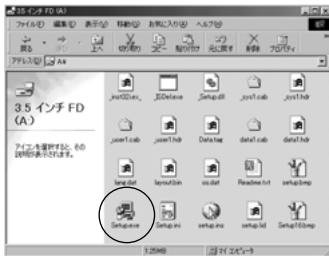 3.5 インチ FD (A:)
ファイル(F) 編集(E) 表示(V) 移動(G) お気に入り(A) ヘルプ(H)
戻る 進む 上へ 切り取り コピー 貼り付け 元に戻す 削除 プロパティ
アドレス(D) A:¥
3.5 インチ FD
(A:)
アイコンを選択すると、その
説明が表示されます。
_inst32i.ex_ _ISDel.exe _Setup.dll _sys1.cab _sys1.hdr
_user1.cab _user1.hdr Data.tag data1.cab data1.hdr
lang.dat layout.bin os.dat Readme.txt setup.bmp
Setup.exe Setup.ini setup.ins setup.lid Setup16.bmp
1.25MB マイ コンピュータ